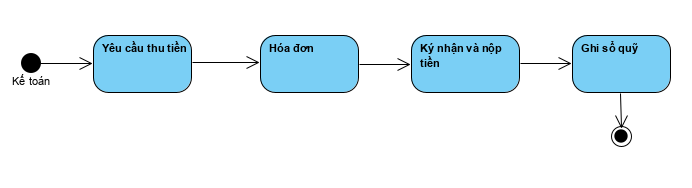 Yêu cầu thu tiền
Hóa đơn
Ký nhận và nộp
tiền
Ghi sổ quỹ
Kế toán